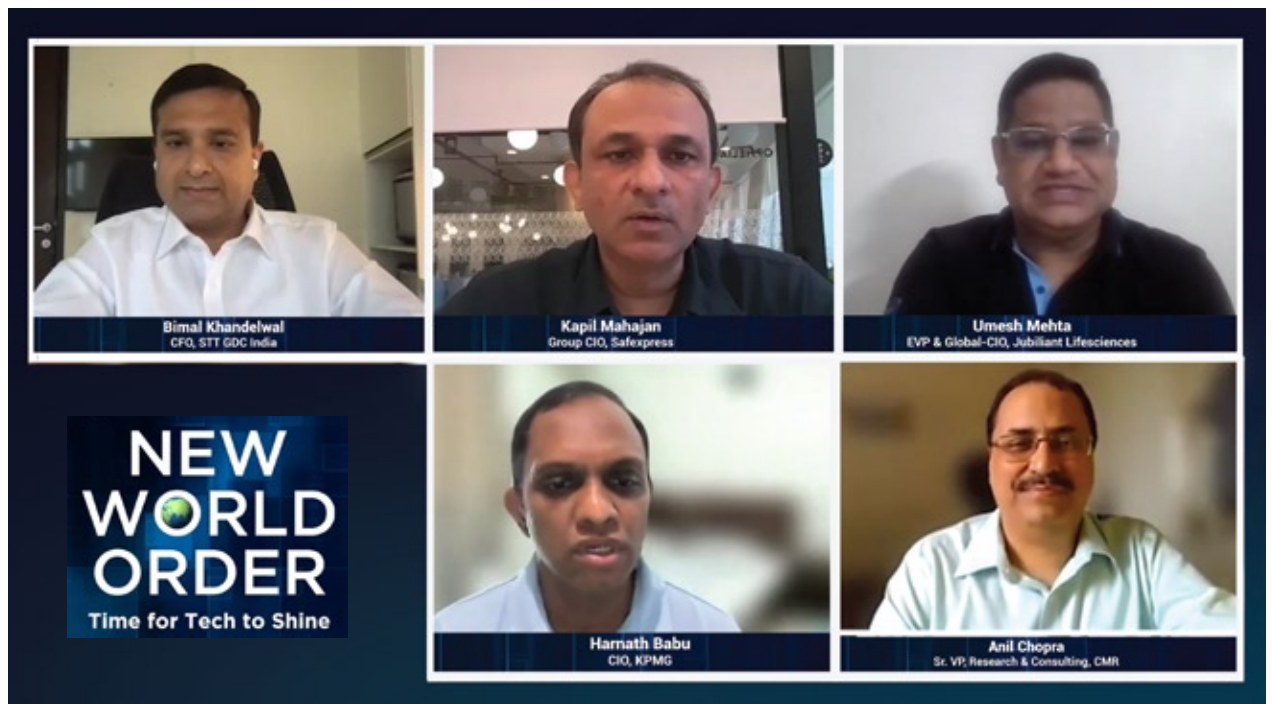 Bimal Khandelwal
CFO, STT GDC India
Kapil Mahajan
Group CIO, Safexpress
Umesh Mehta
EVP & Global-CIO, Jubiliant Lifesciences
NEW
WORLD
ORDER
Time for Tech to Shine
Harnath Babu
CIO, KPMG
Anil Chopra
Sr. VP, Research & Consulting, CMR